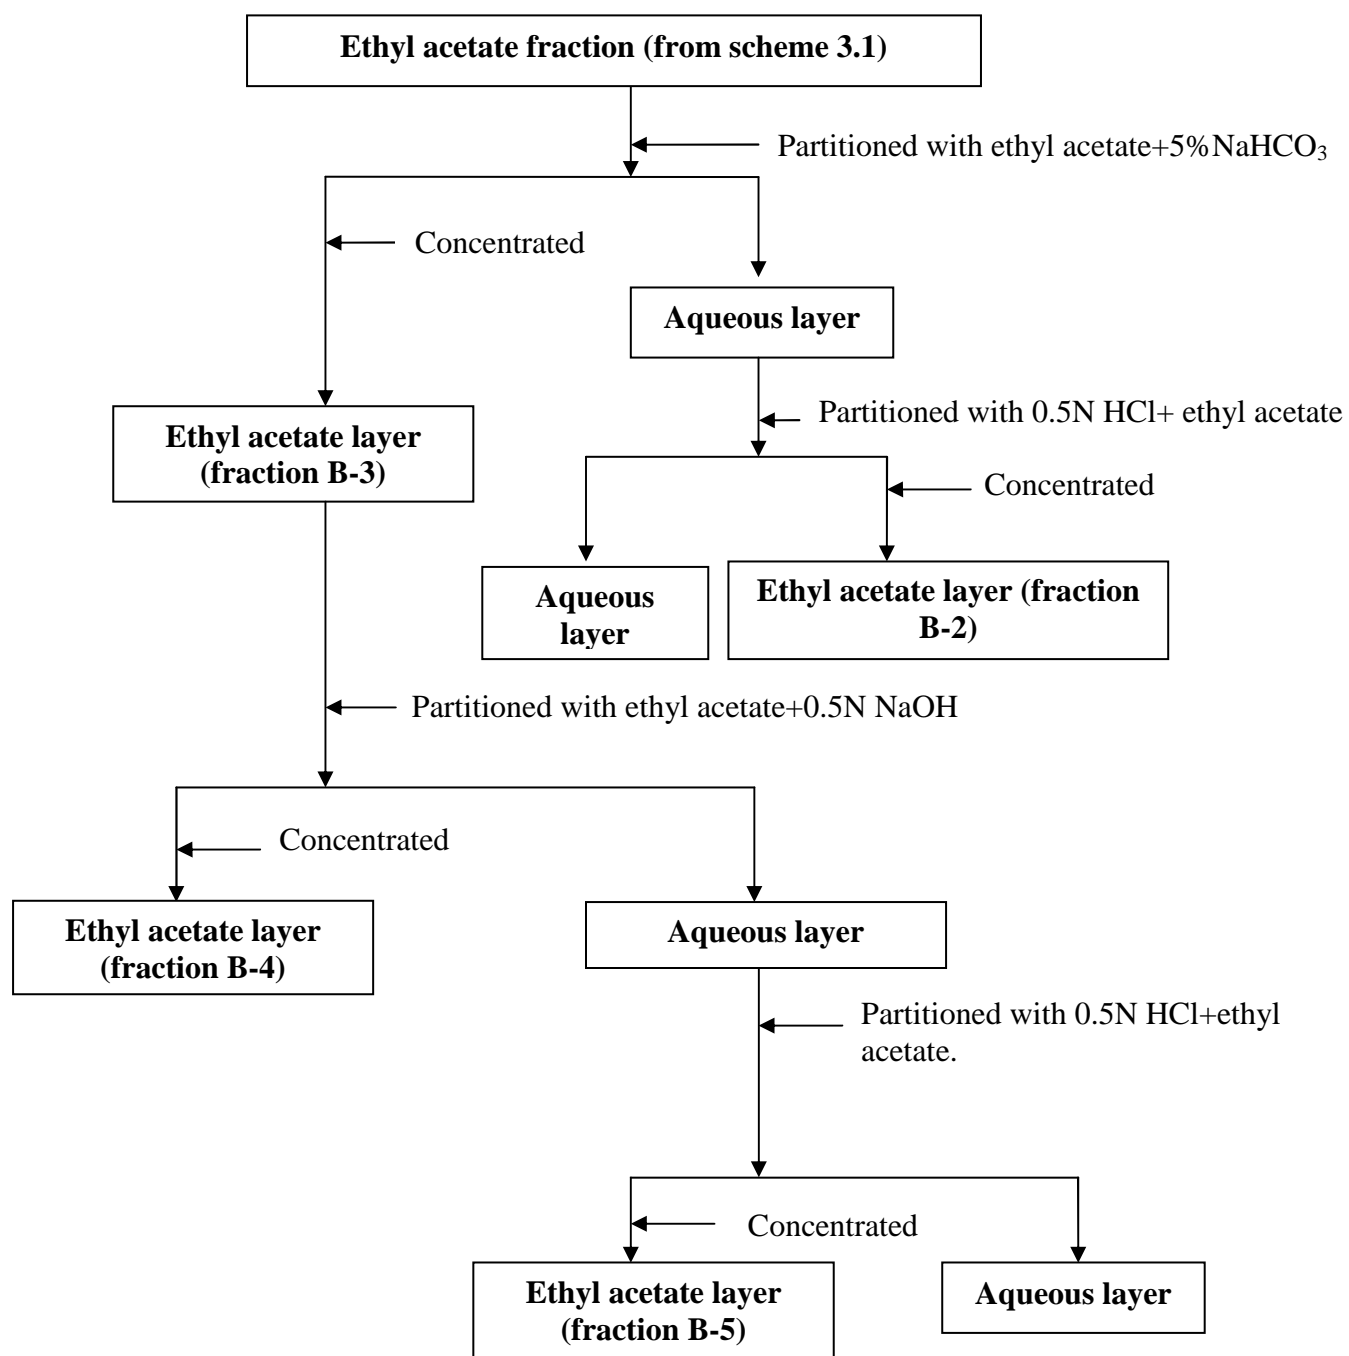 Ethyl acetate fraction (from scheme 3.1)
Partitioned with ethyl acetate+5%NaHCO₃
Concentrated
Aqueous layer
Partitioned with 0.5N HCl+ ethyl acetate
Ethyl acetate layer
(fraction B-3)
Concentrated
Aqueous
layer
Ethyl acetate layer (fraction
B-2)
Partitioned with ethyl acetate+0.5N NaOH
Concentrated
Ethyl acetate layer
(fraction B-4)
Aqueous layer
Partitioned with 0.5N HCl+ethyl
acetate.
Concentrated
Ethyl acetate layer
(fraction B-5)
Aqueous layer